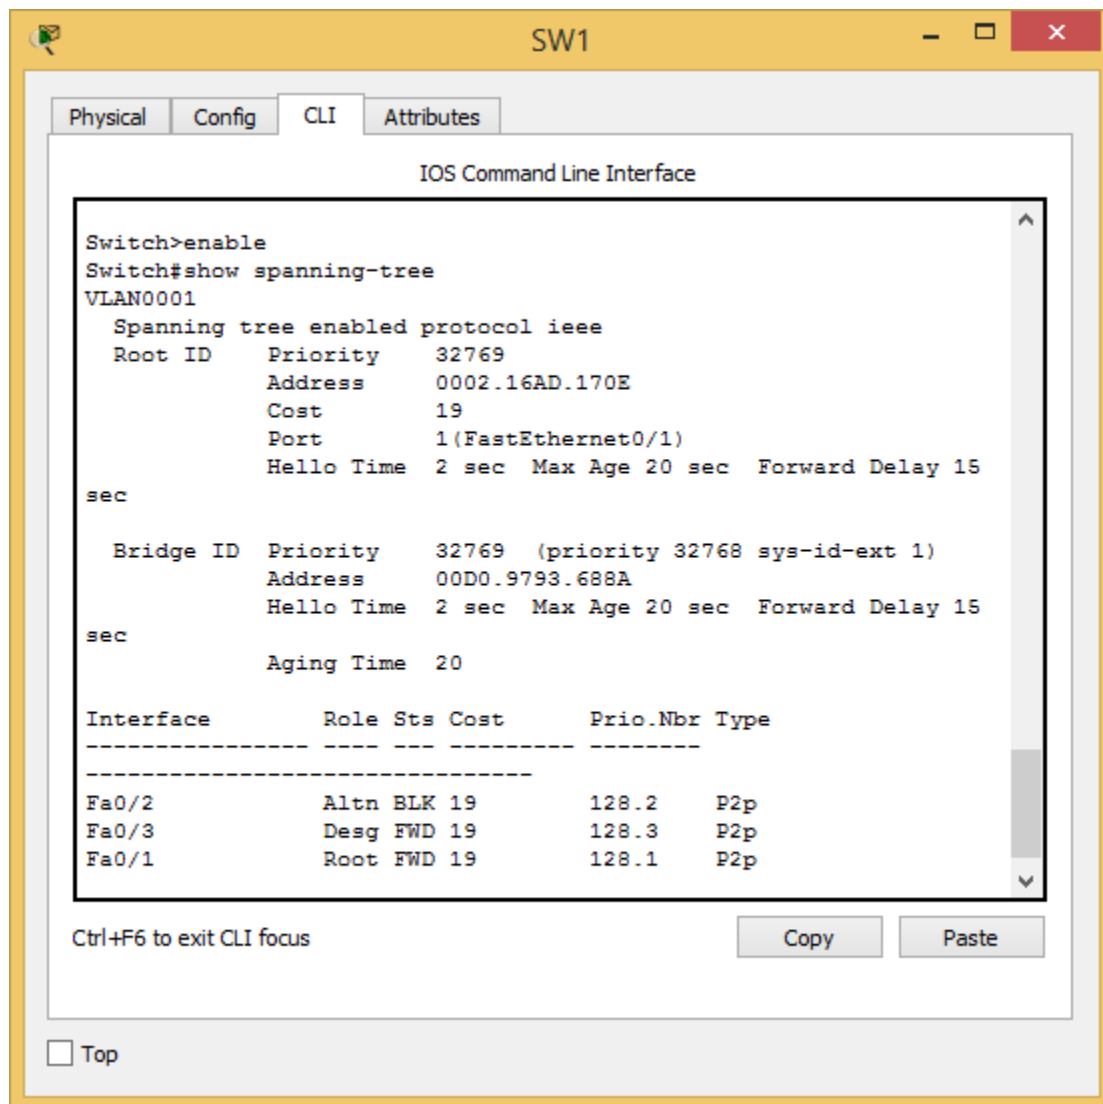 SW1
Physical Config CLI Attributes
IOS Command Line Interface
Switch>enable
Switch#show spanning-tree
VLAN0001
  Spanning tree enabled protocol ieee
  Root ID    Priority    32769
             Address     0002.16AD.170E
             Cost        19
             Port        1(FastEthernet0/1)
             Hello Time  2 sec  Max Age 20 sec  Forward Delay 15
sec
  Bridge ID  Priority    32769  (priority 32768 sys-id-ext 1)
             Address     00D0.9793.688A
             Hello Time  2 sec  Max Age 20 sec  Forward Delay 15
sec
             Aging Time  20
Interface        Role Sts Cost      Prio.Nbr Type
---------------- ---- --- --------- --------
--------------------------------
Fa0/2            Altn BLK 19        128.2    P2p
Fa0/3            Desg FWD 19        128.3    P2p
Fa0/1            Root FWD 19        128.1    P2p
Ctrl+F6 to exit CLI focus
Copy Paste
Top